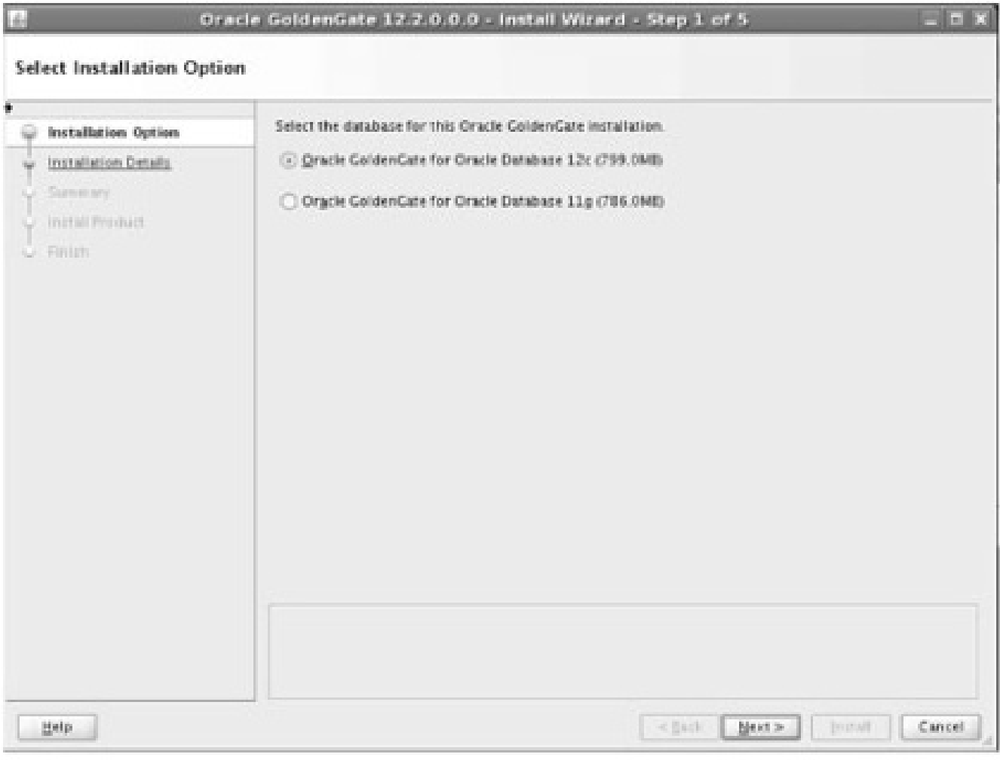 Oracle GoldenGate 12.2.0.0.0 - Install Wizard - Step 1 of 5
Select Installation Option
Installation Option
Installation Details
Summary
Install Product
Finish
Select the database for this Oracle GoldenGate installation.
Oracle GoldenGate for Oracle Database 12c (799.0MB)
Oracle GoldenGate for Oracle Database 11g (786.0MB)
Help
< Back
Next >
Install
Cancel